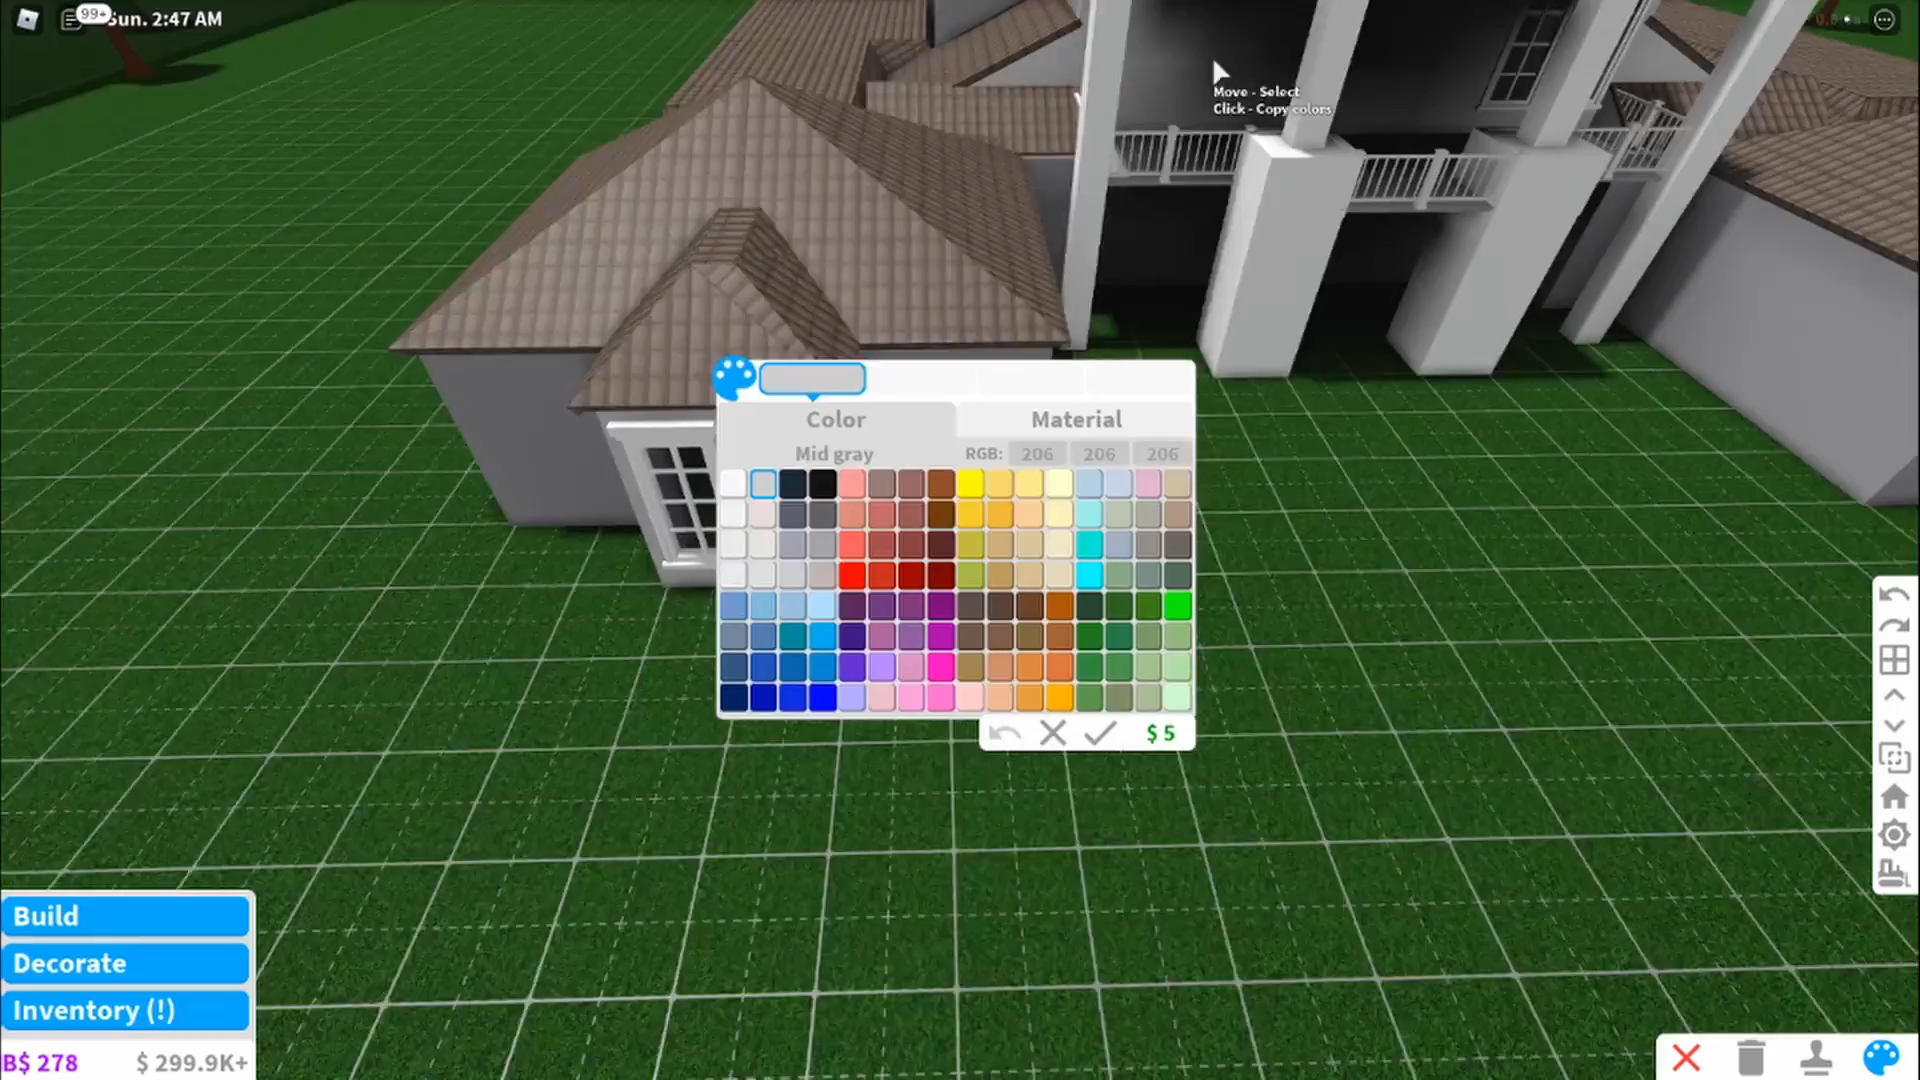 99+
Sun. 2:47 AM
Move - Select
Click - Copy colors
Color
Material
Mid gray
RGB: 206 206 206
$ 5
Build
Decorate
Inventory (!)
B$ 278
$ 299.9K+